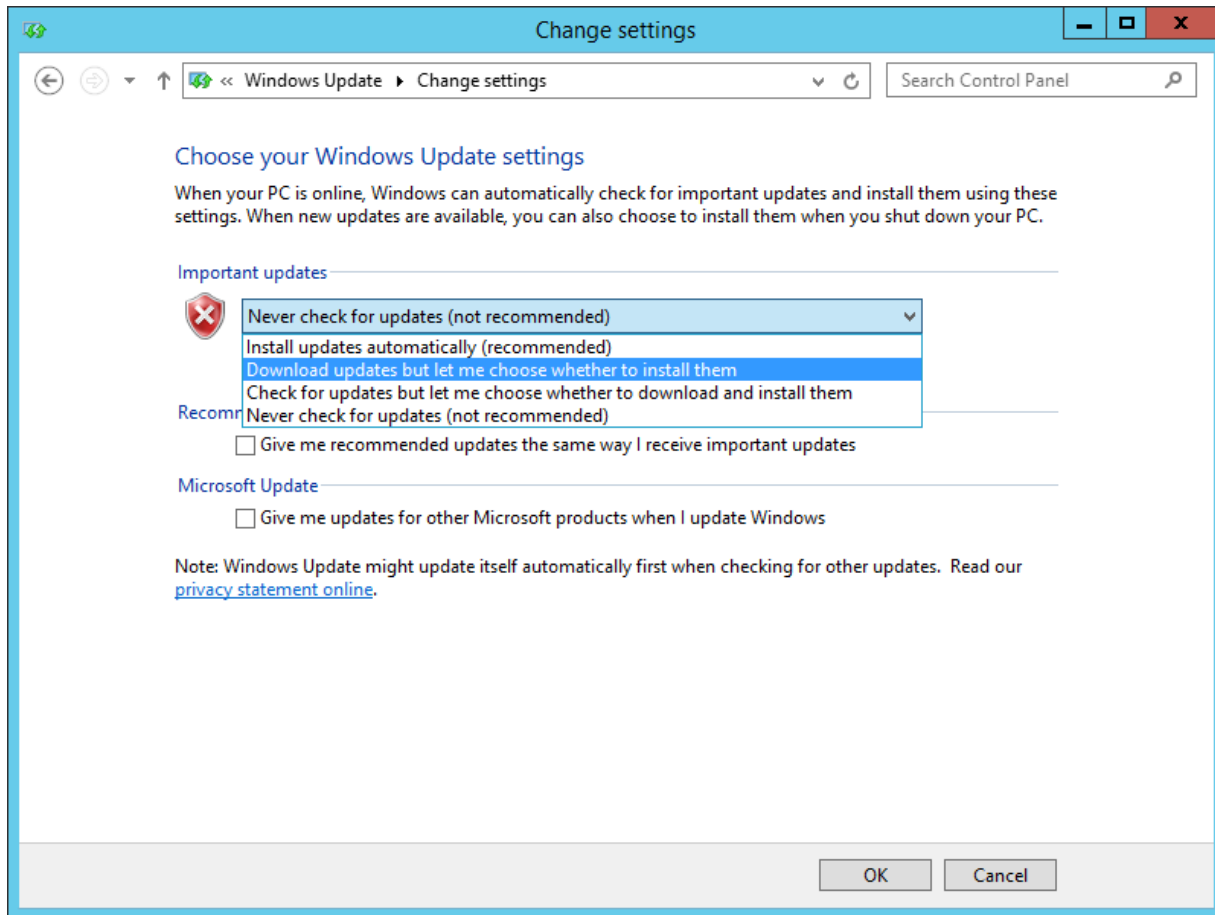 Change settings
« Windows Update ▸ Change settings
Search Control Panel
Choose your Windows Update settings
When your PC is online, Windows can automatically check for important updates and install them using these
settings. When new updates are available, you can also choose to install them when you shut down your PC.
Important updates
Never check for updates (not recommended)
Install updates automatically (recommended)
Download updates but let me choose whether to install them
Check for updates but let me choose whether to download and install them
Never check for updates (not recommended)
Recomm
Give me recommended updates the same way I receive important updates
Microsoft Update
Give me updates for other Microsoft products when I update Windows
Note: Windows Update might update itself automatically first when checking for other updates.  Read our
privacy statement online.
OK
Cancel